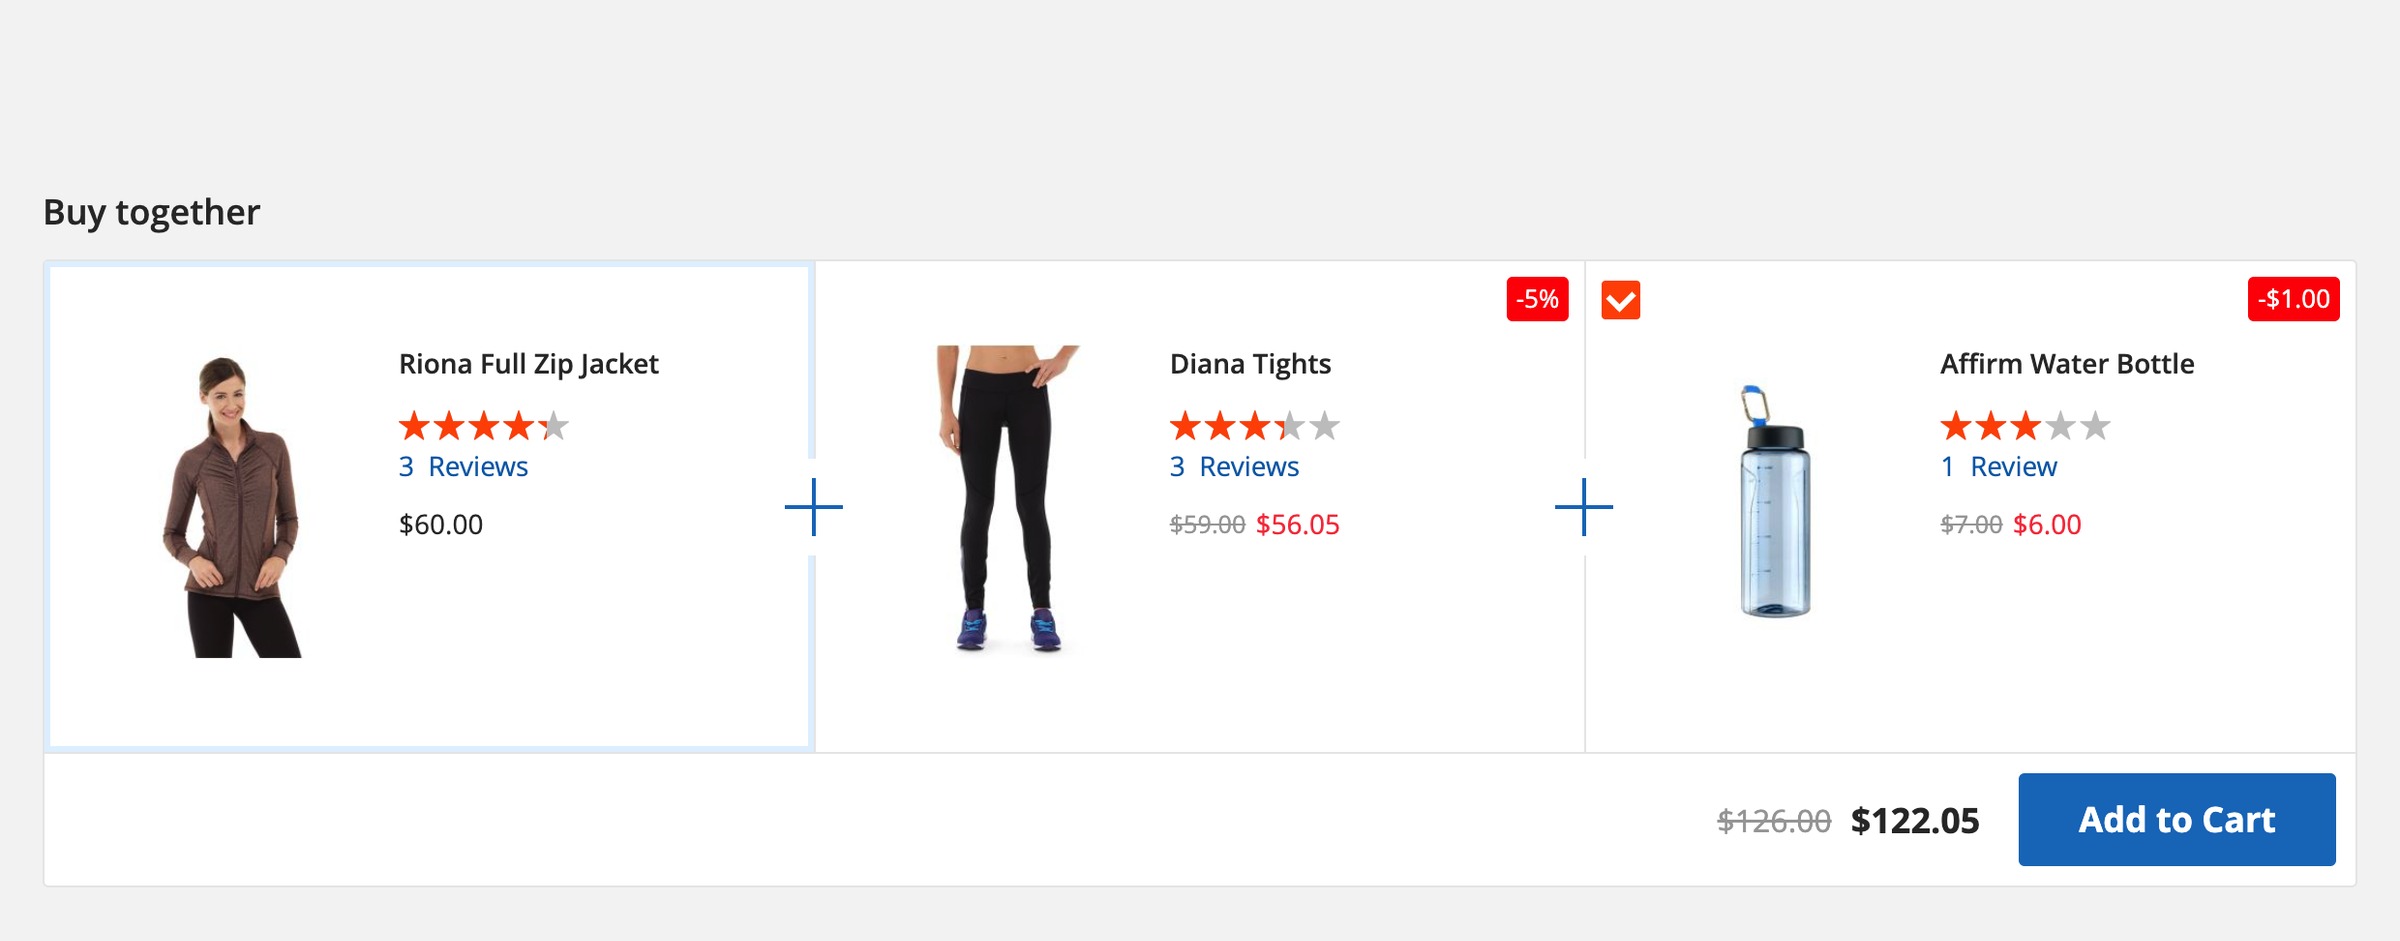 Buy together
Riona Full Zip Jacket
3 Reviews
$60.00
-5%
Diana Tights
3 Reviews
$59.00 $56.05
-$1.00
Affirm Water Bottle
1 Review
$7.00 $6.00
$126.00 $122.05
Add to Cart